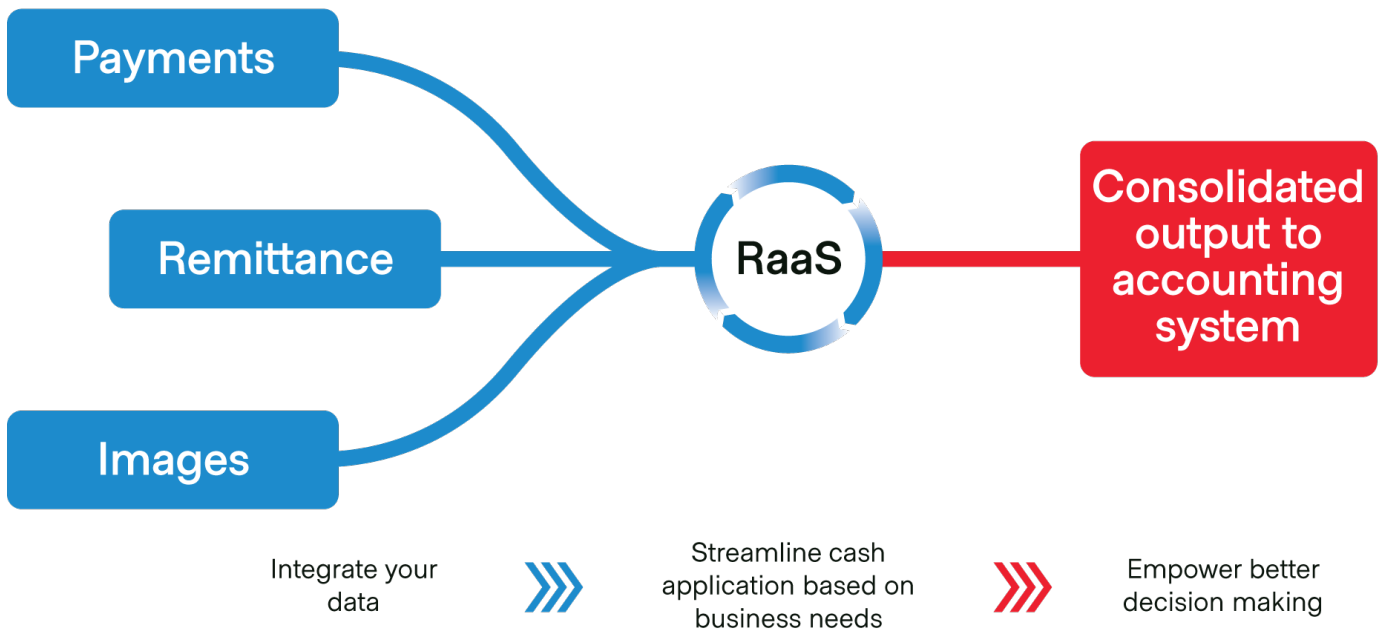 Payments
Remittance
Images
RaaS
Consolidated
output to
accounting
system
Integrate your
data
Streamline cash
application based on
business needs
Empower better
decision making